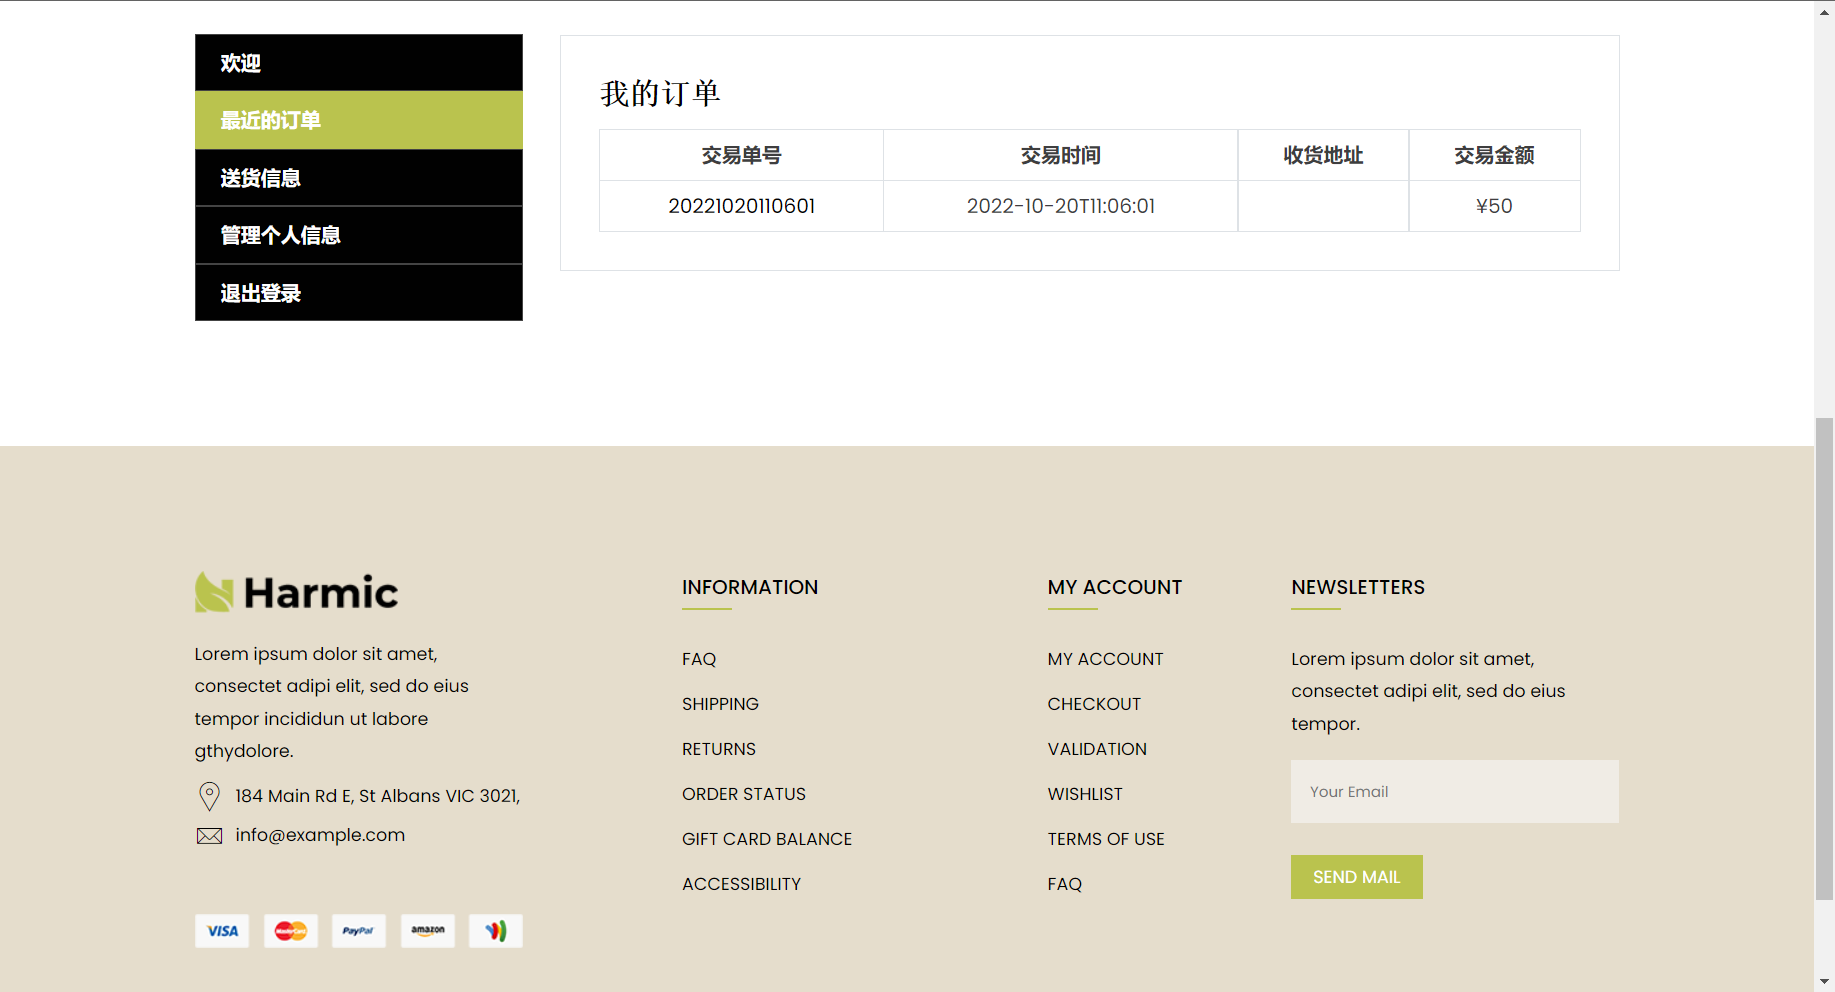 欢迎
最近的订单
送货信息
管理个人信息
退出登录
我的订单
交易单号 交易时间 收货地址 交易金额
20221020110601 2022-10-20T11:06:01 ¥50
Harmic
Lorem ipsum dolor sit amet,
consectet adipi elit, sed do eius
tempor incididun ut labore
gthydolore.
184 Main Rd E, St Albans VIC 3021,
info@example.com
VISA MasterCard PayPal amazon
INFORMATION
FAQ
SHIPPING
RETURNS
ORDER STATUS
GIFT CARD BALANCE
ACCESSIBILITY
MY ACCOUNT
MY ACCOUNT
CHECKOUT
VALIDATION
WISHLIST
TERMS OF USE
FAQ
NEWSLETTERS
Lorem ipsum dolor sit amet,
consectet adipi elit, sed do eius
tempor.
Your Email
SEND MAIL